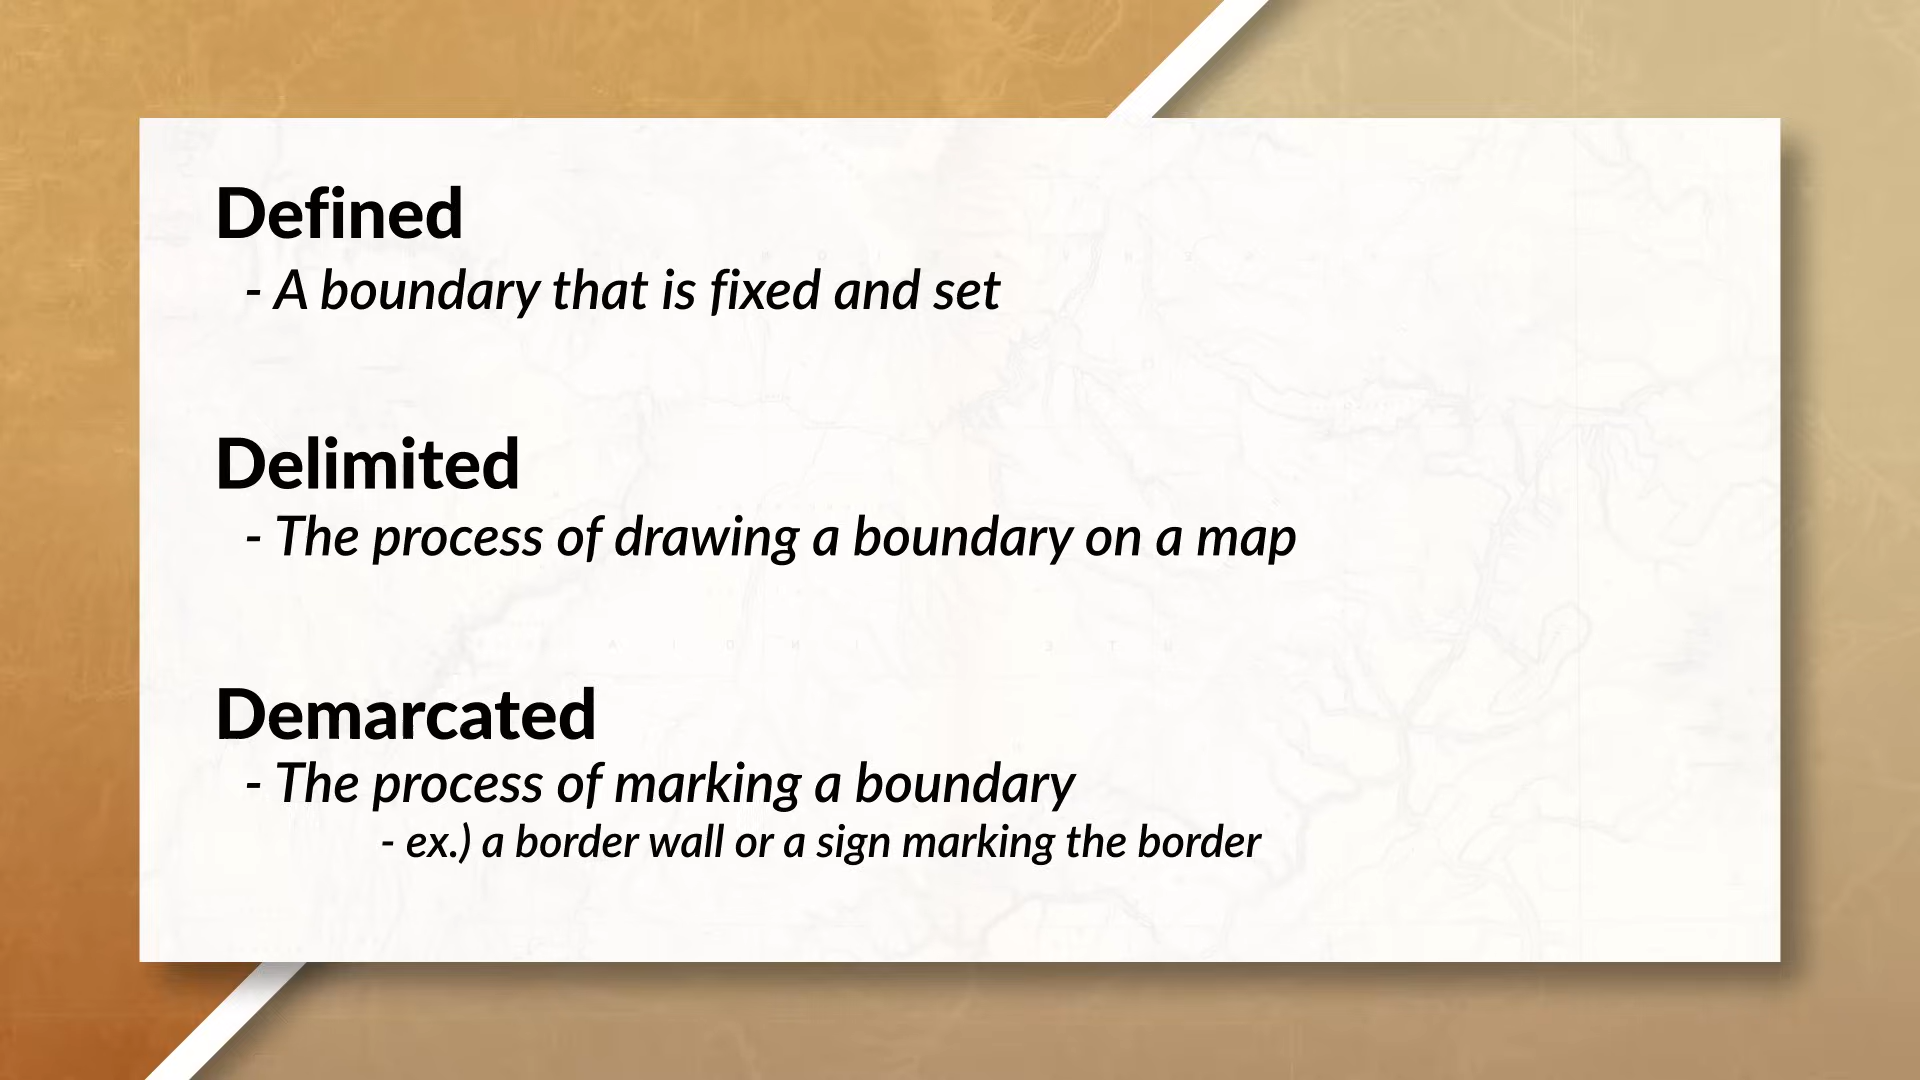 Defined
- A boundary that is fixed and set
Delimited
- The process of drawing a boundary on a map
Demarcated
- The process of marking a boundary
- ex.) a border wall or a sign marking the border